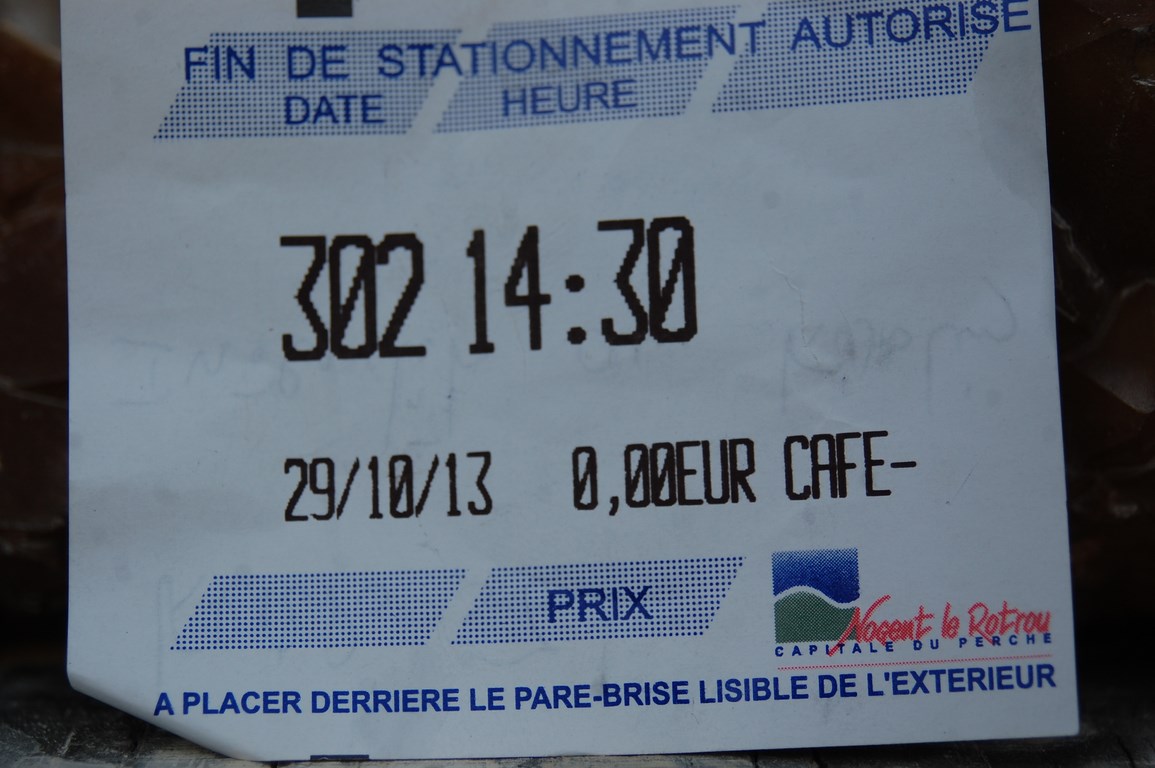 FIN DE STATIONNEMENT AUTORISE
DATE HEURE
302 14:30
29/10/13 0,00EUR CAFE-
PRIX
Nogent le Rotrou
CAPITALE DU PERCHE
A PLACER DERRIERE LE PARE-BRISE LISIBLE DE L'EXTERIEUR